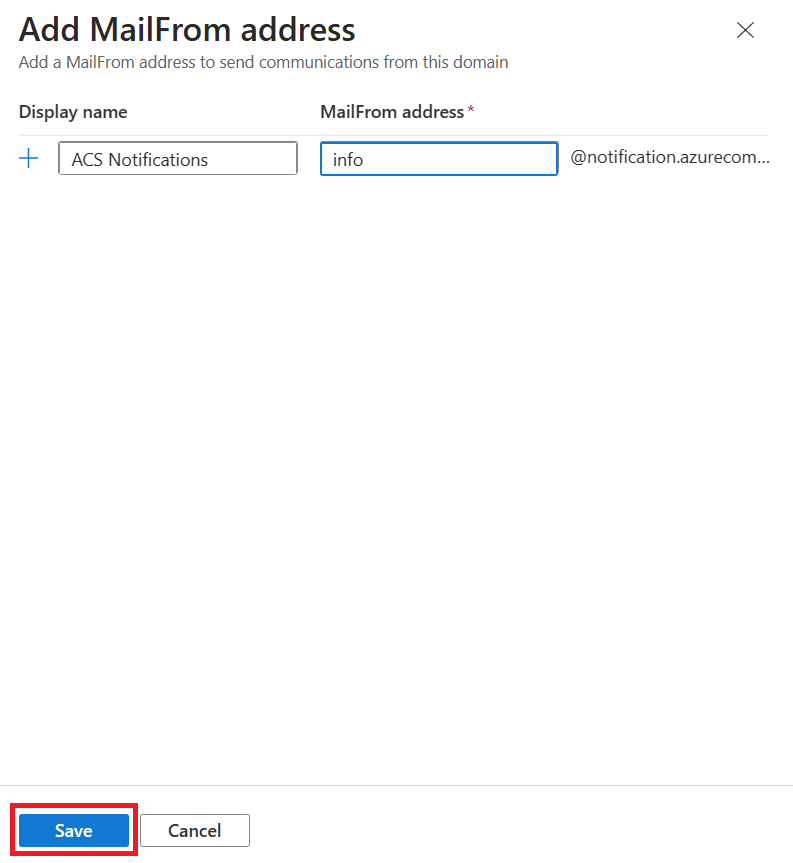 Add MailFrom address
Add a MailFrom address to send communications from this domain
Display name MailFrom address *
ACS Notifications info @notification.azurecom...
Save Cancel